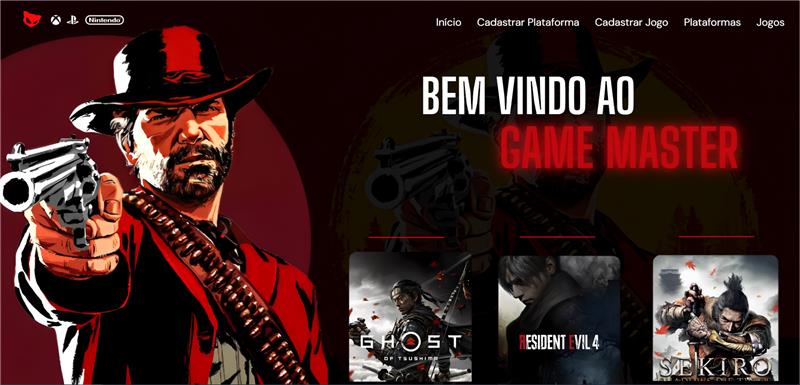 Nintendo
Início Cadastrar Plataforma Cadastrar Jogo Plataformas Jogos
BEM VINDO AO
GAME MASTER
GHOST
OF TSUSHIMA
RESIDENT EVIL 4
SEKIRO